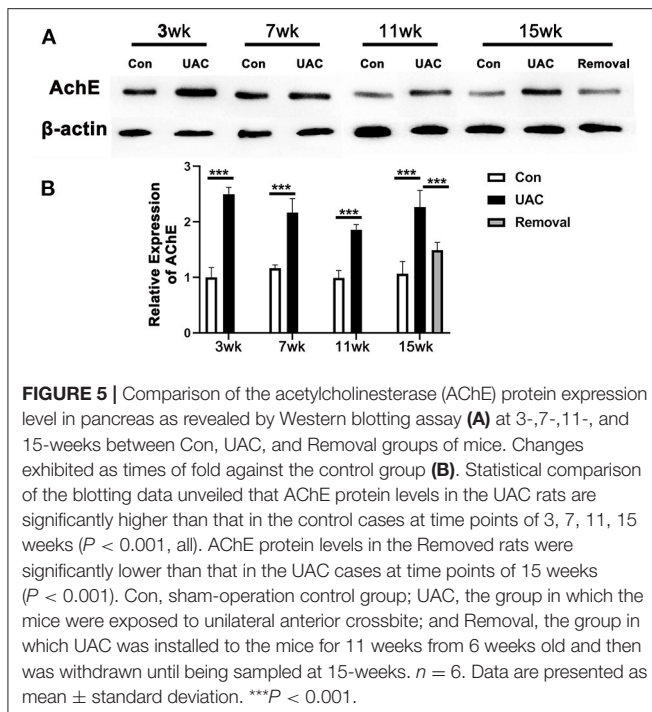 A
3wk 7wk 11wk 15wk
Con UAC Con UAC Con UAC Con UAC Removal
AchE
β-actin
B
Relative Expression
of AChE
3
2
1
0
*** *** *** *** ***
Con
UAC
Removal
3wk 7wk 11wk 15wk
FIGURE 5 | Comparison of the acetylcholinesterase (AChE) protein expression
level in pancreas as revealed by Western blotting assay (A) at 3-,7-,11-, and
15-weeks between Con, UAC, and Removal groups of mice. Changes
exhibited as times of fold against the control group (B). Statistical comparison
of the blotting data unveiled that AChE protein levels in the UAC rats are
significantly higher than that in the control cases at time points of 3, 7, 11, 15
weeks (P < 0.001, all). AChE protein levels in the Removed rats were
significantly lower than that in the UAC cases at time points of 15 weeks
(P < 0.001). Con, sham-operation control group; UAC, the group in which the
mice were exposed to unilateral anterior crossbite; and Removal, the group in
which UAC was installed to the mice for 11 weeks from 6 weeks old and then
was withdrawn until being sampled at 15-weeks. n = 6. Data are presented as
mean ± standard deviation. ***P < 0.001.